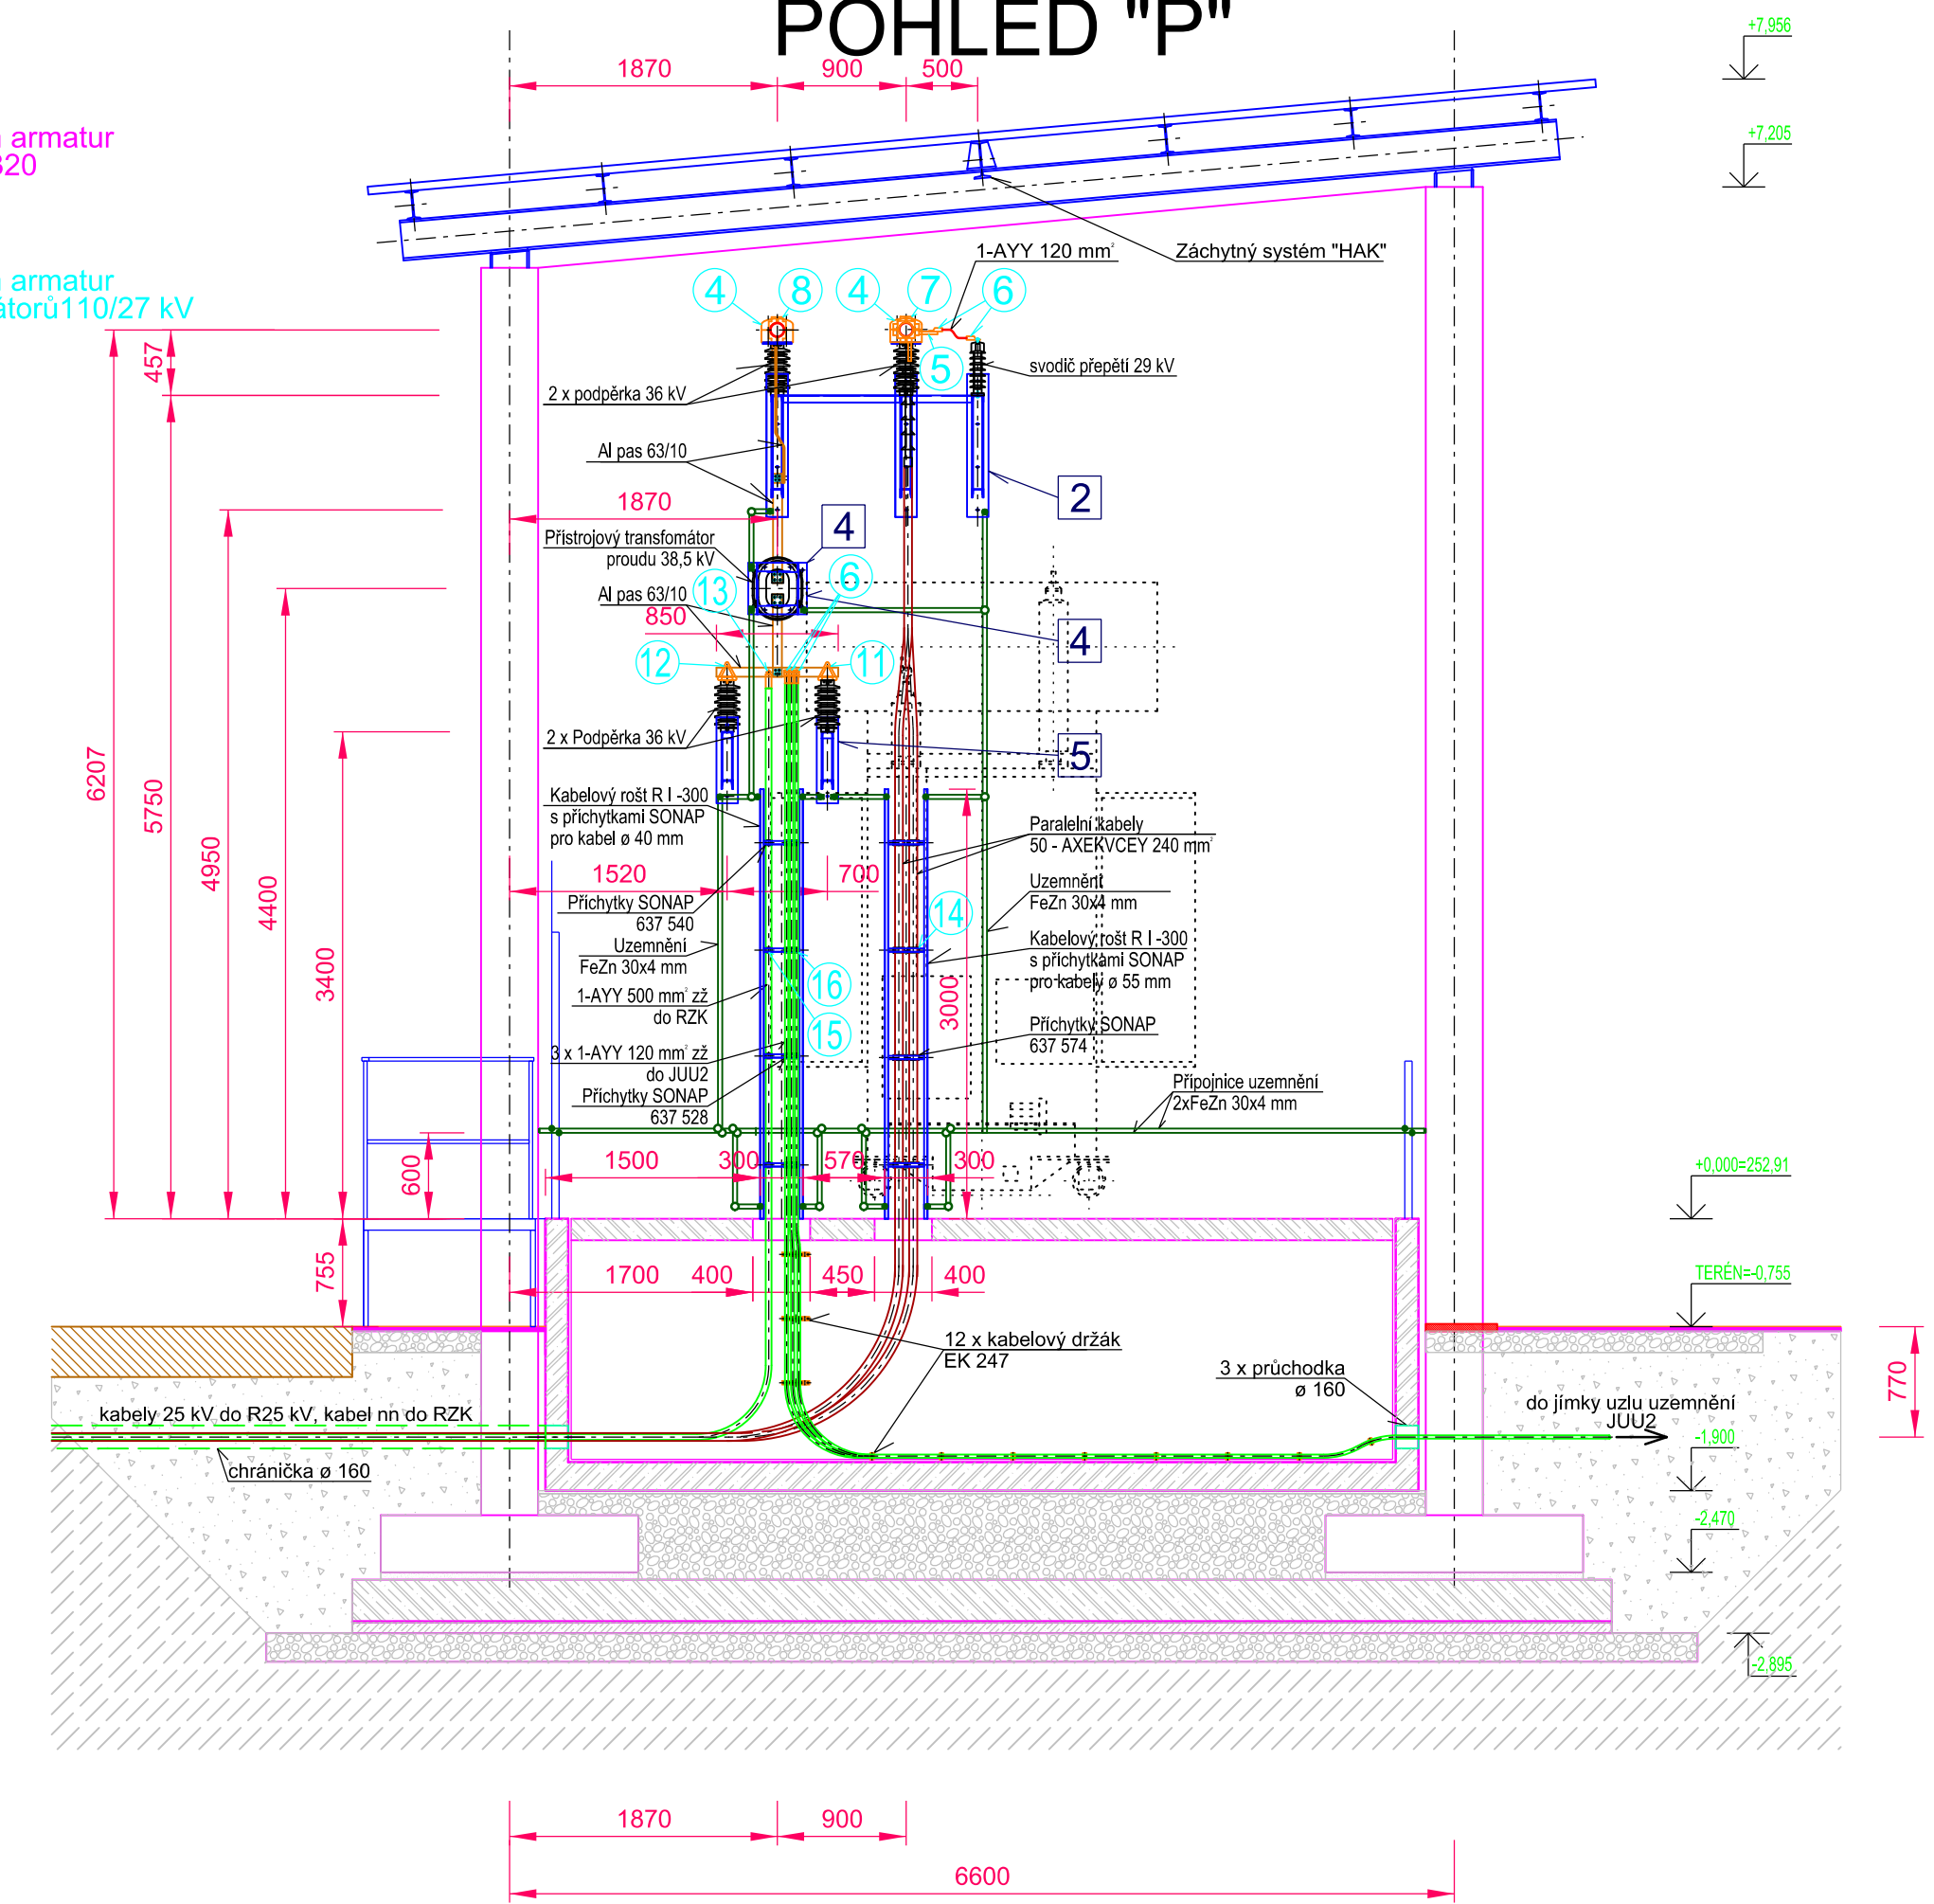 POHLED "P"
+7,956
1870
900
500
armatur
320
+7,205
1-AYY 120 mm²
Záchytný systém "HAK"
armatur
átorů110/27 kV
4
8
4
7
6
5
457
2 x podpěrka 36 kV
svodič přepětí 29 kV
Al pas 63/10
2
1870
4
Přístrojový transfomátor
proudu 38,5 kV
13
6
Al pas 63/10
850
4
12
11
2 x Podpěrka 36 kV
5
6207
5750
4950
4400
3400
Kabelový rošt R I -300
s příchytkami SONAP
pro kabel ø 40 mm
Paralelní kabely
50 - AXEKVCEY 240 mm²
1520
700
Uzemnění
FeZn 30x4 mm
Příchytky SONAP
637 540
14
Uzemnění
FeZn 30x4 mm
Kabelový rošt R I -300
s příchytkami SONAP
pro kabely ø 55 mm
16
3000
1-AYY 500 mm² zž
do RZK
15
Příchytky SONAP
637 574
3 x 1-AYY 120 mm² zž
do JUU2
Příchytky SONAP
637 528
Přípojnice uzemnění
2xFeZn 30x4 mm
600
1500
300
570
300
+0,000=252,91
755
1700
400
450
400
TERÉN=-0,755
12 x kabelový držák
EK 247
3 x průchodka
ø 160
770
kabely 25 kV do R25 kV, kabel nn do RZK
do jímky uzlu uzemnění
JUU2
-1,900
chránička ø 160
-2,470
-2,895
1870
900
6600